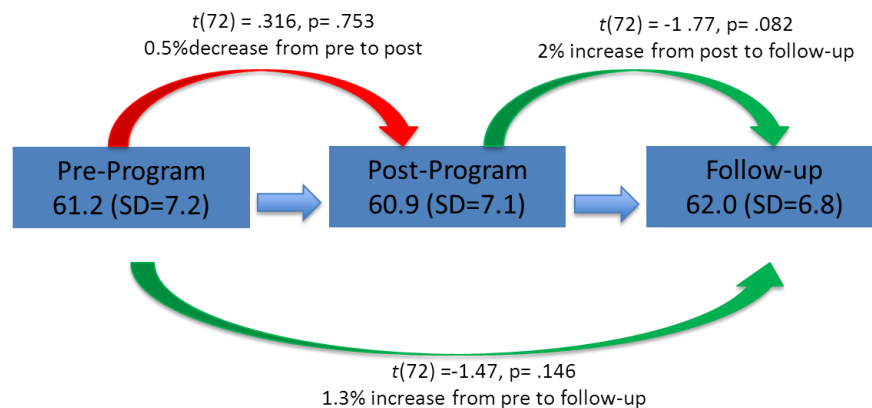 t(72) = .316, p= .753
0.5%decrease from pre to post
t(72) = -1 .77, p= .082
2% increase from post to follow-up
Pre-Program
61.2 (SD=7.2)
Post-Program
60.9 (SD=7.1)
Follow-up
62.0 (SD=6.8)
t(72) =-1.47, p= .146
1.3% increase from pre to follow-up